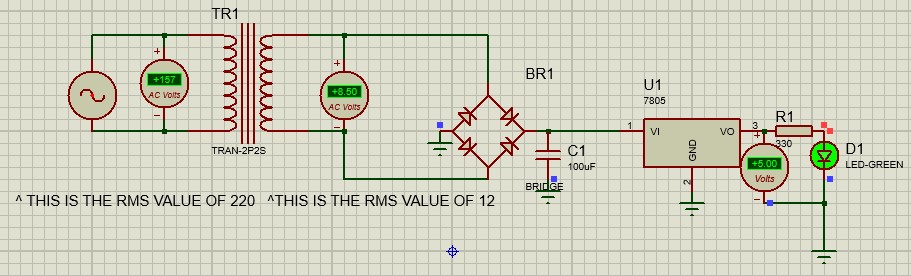 TR1
+157
AC Volts
+8.50
AC Volts
TRAN-2P2S
BR1
BRIDGE
C1
100uF
U1
7805
1
VI
VO
3
GND
2
R1
330
+5.00
Volts
D1
LED-GREEN
^ THIS IS THE RMS VALUE OF 220 ^THIS IS THE RMS VALUE OF 12